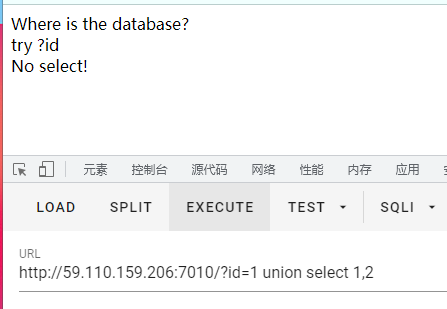 Where is the database?
try ?id
No select!
元素 控制台 源代码 网络 性能 内存 应用
LOAD SPLIT EXECUTE TEST SQLI
URL
http://59.110.159.206:7010/?id=1 union select 1,2